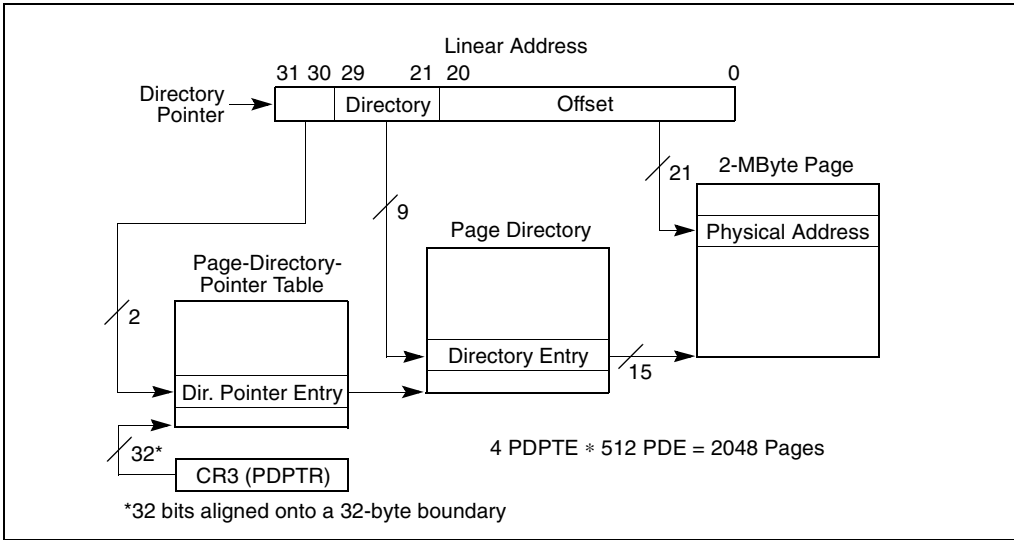 Linear Address
31 30 29 21 20 0
Directory
Pointer
Directory
Offset
21
2-MByte Page
Physical Address
9
Page Directory
Directory Entry
15
Page-Directory-
Pointer Table
2
Dir. Pointer Entry
32*
CR3 (PDPTR)
4 PDPTE * 512 PDE = 2048 Pages
*32 bits aligned onto a 32-byte boundary